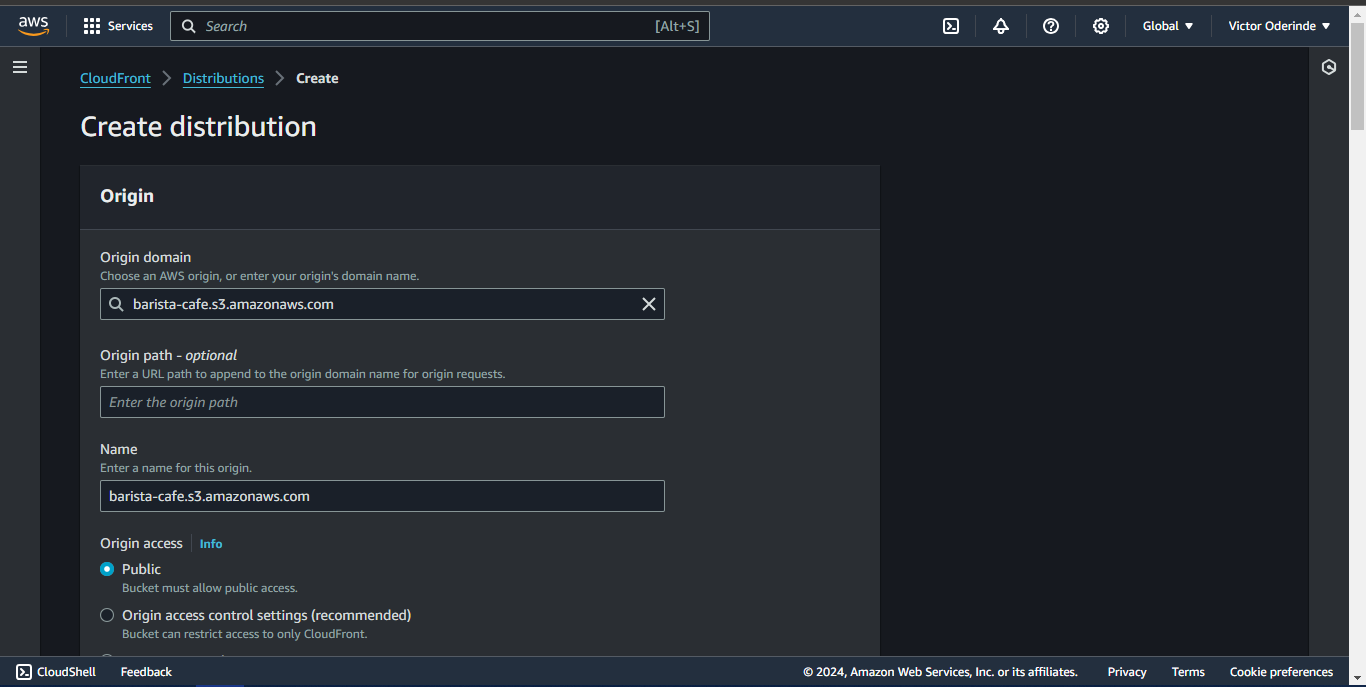 aws
Services
Search
[Alt+S]
Global
Victor Oderinde
CloudFront
Distributions
Create
Create distribution
Origin
Origin domain
Choose an AWS origin, or enter your origin's domain name.
barista-cafe.s3.amazonaws.com
Origin path - optional
Enter a URL path to append to the origin domain name for origin requests.
Enter the origin path
Name
Enter a name for this origin.
barista-cafe.s3.amazonaws.com
Origin access
Info
Public
Bucket must allow public access.
Origin access control settings (recommended)
Bucket can restrict access to only CloudFront.
CloudShell
Feedback
© 2024, Amazon Web Services, Inc. or its affiliates.
Privacy
Terms
Cookie preferences